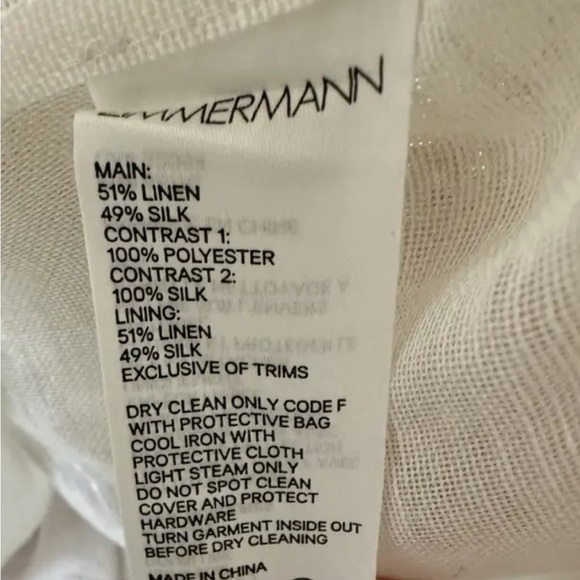 ZIMMERMANN
MAIN:
51% LINEN
49% SILK
CONTRAST 1:
100% POLYESTER
CONTRAST 2:
100% SILK
LINING:
51% LINEN
49% SILK
EXCLUSIVE OF TRIMS
DRY CLEAN ONLY CODE F
WITH PROTECTIVE BAG
COOL IRON WITH
PROTECTIVE CLOTH
LIGHT STEAM ONLY
DO NOT SPOT CLEAN
COVER AND PROTECT
HARDWARE
TURN GARMENT INSIDE OUT
BEFORE DRY CLEANING
MADE IN CHINA